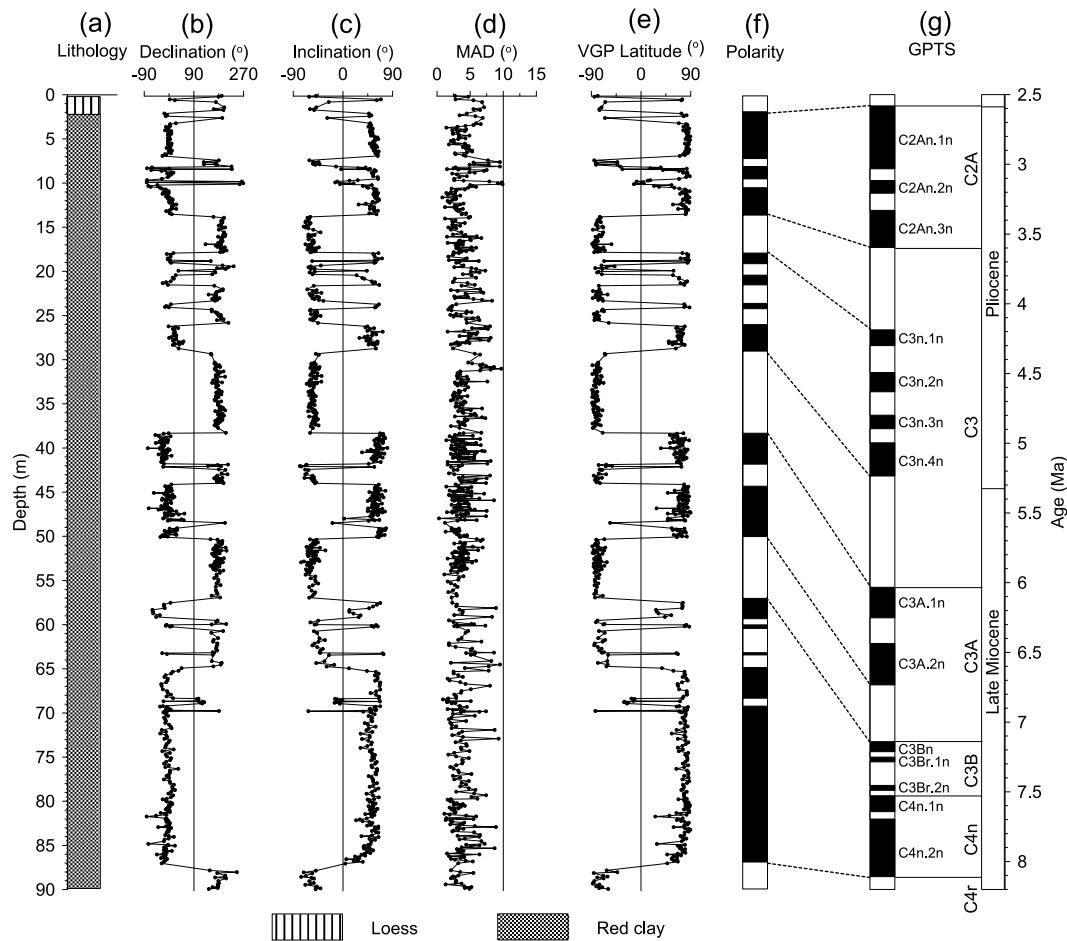 (a) (b) (c) (d) (e) (f) (g)
Lithology Declination (º) Inclination (º) MAD (º) VGP Latitude (º) Polarity GPTS
-90 90 270 -90 0 90 0 5 10 15 -90 0 90
0
5
10
15
20
25
30
35
40
45
50
55
60
65
70
75
80
85
90
Depth (m)
C2An.1n
C2An.2n
C2An.3n
C3n.1n
C3n.2n
C3n.3n
C3n.4n
C3A.1n
C3A.2n
C3Bn
C3Br.1n
C3Br.2n
C4n.1n
C4n.2n
C2A
C3
C3A
C3B
C4n
C4r
Pliocene
Late Miocene
2.5
3
3.5
4
4.5
5
5.5
6
6.5
7
7.5
8
Age (Ma)
Loess Red clay